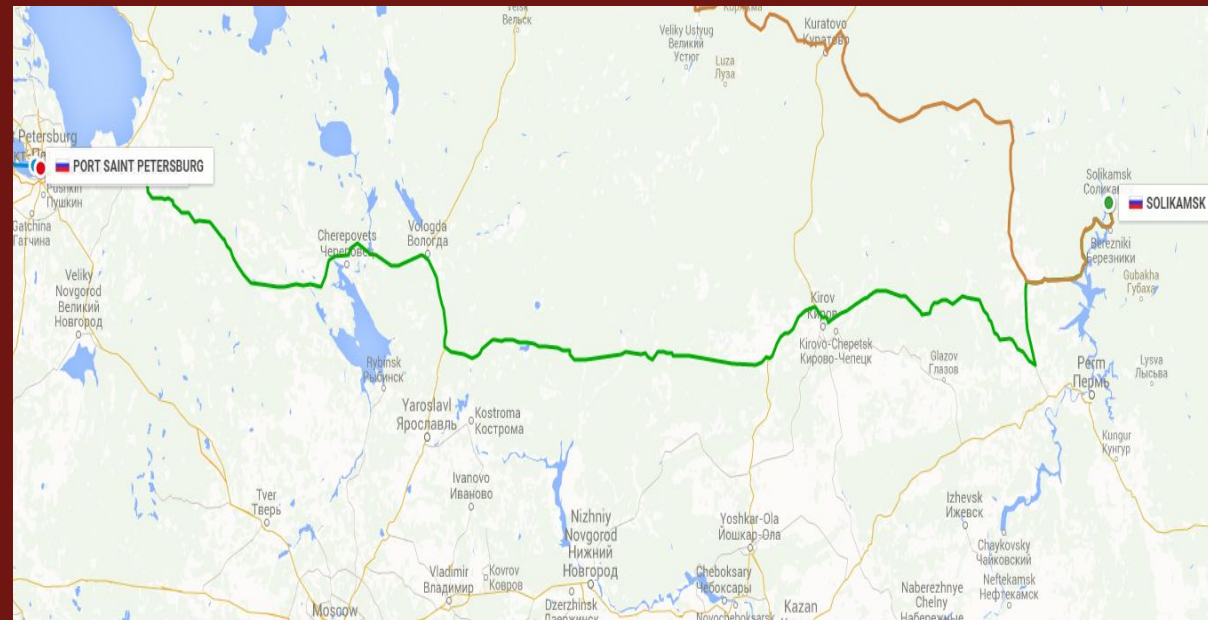 Вельск
Veliky Ustyug
Великий
Устюг
Luza
Луза
Kuratovo
Куратово
Petersburg
PORT SAINT PETERSBURG
Pushkin
Пушкин
Gatchina
Гатчина
Cherepovets
Череповец
Vologda
Вологда
Solikamsk
SOLIKAMSK
Berezniki
Березники
Gubakha
Губаха
Veliky
Novgorod
Великий
Новгород
Kirov
Киров
Kirovo-Chepetsk
Кирово-Чепецк
Glazov
Глазов
Rybinsk
Рыбинск
Perm
Пермь
Lysva
Лысьва
Yaroslavl
Ярославль
Kostroma
Кострома
Kungur
Кунгур
Ivanovo
Иваново
Tver
Тверь
Nizhniy
Novgorod
Нижний
Новгород
Yoshkar-Ola
Йошкар-Ола
Izhevsk
Ижевск
Chaykovsky
Чайковский
Vladimir
Владимир
Kovrov
Ковров
Cheboksary
Чебоксары
Neftekamsk
Нефтекамск
Naberezhnye
Chelny
Набережные
Moscow
Dzerzhinsk
Дзержинск
Novocheboksarsk
Kazan